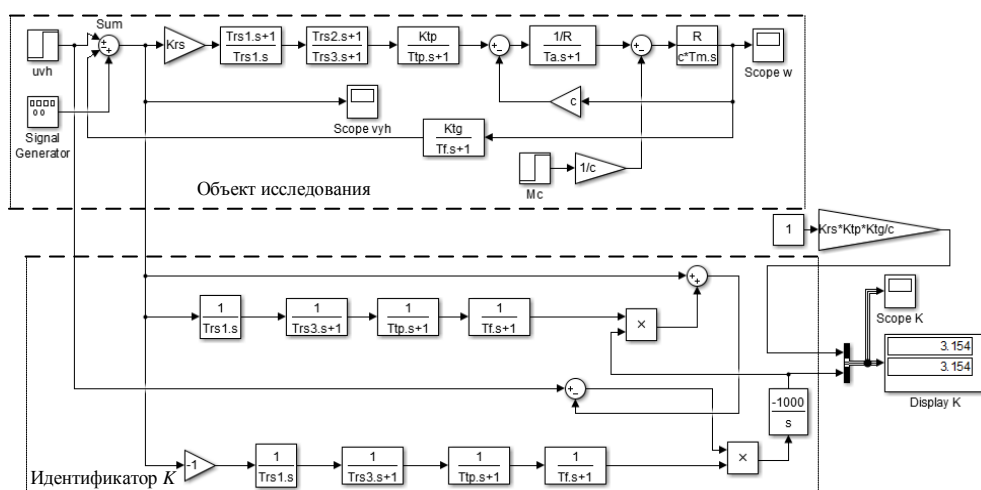 Sum
uvh
Krs
Trs1.s+1
Trs1.s
Trs2.s+1
Trs3.s+1
Ktp
Ttp.s+1
1/R
Ta.s+1
R
c*Tm.s
Scope w
c
Scope vyh
Signal
Generator
Ktg
Tf.s+1
Mc
1/c
Объект исследования
1
Krs*Ktp*Ktg/c
1
Trs1.s
1
Trs3.s+1
1
Ttp.s+1
1
Tf.s+1
×
Scope K
3.154
3.154
Display K
-1000
s
-1
1
Trs1.s
1
Trs3.s+1
1
Ttp.s+1
1
Tf.s+1
×
Идентификатор K